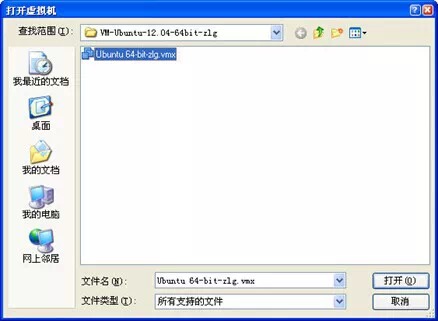 打开虚拟机
查找范围(I): VM-Ubuntu-12.04-64bit-zlg
Ubuntu 64-bit-zlg.vmx
我最近的文档
桌面
我的文档
我的电脑
网上邻居
文件名(N): Ubuntu 64-bit-zlg.vmx 打开(O)
文件类型(T): 所有支持的文件 取消